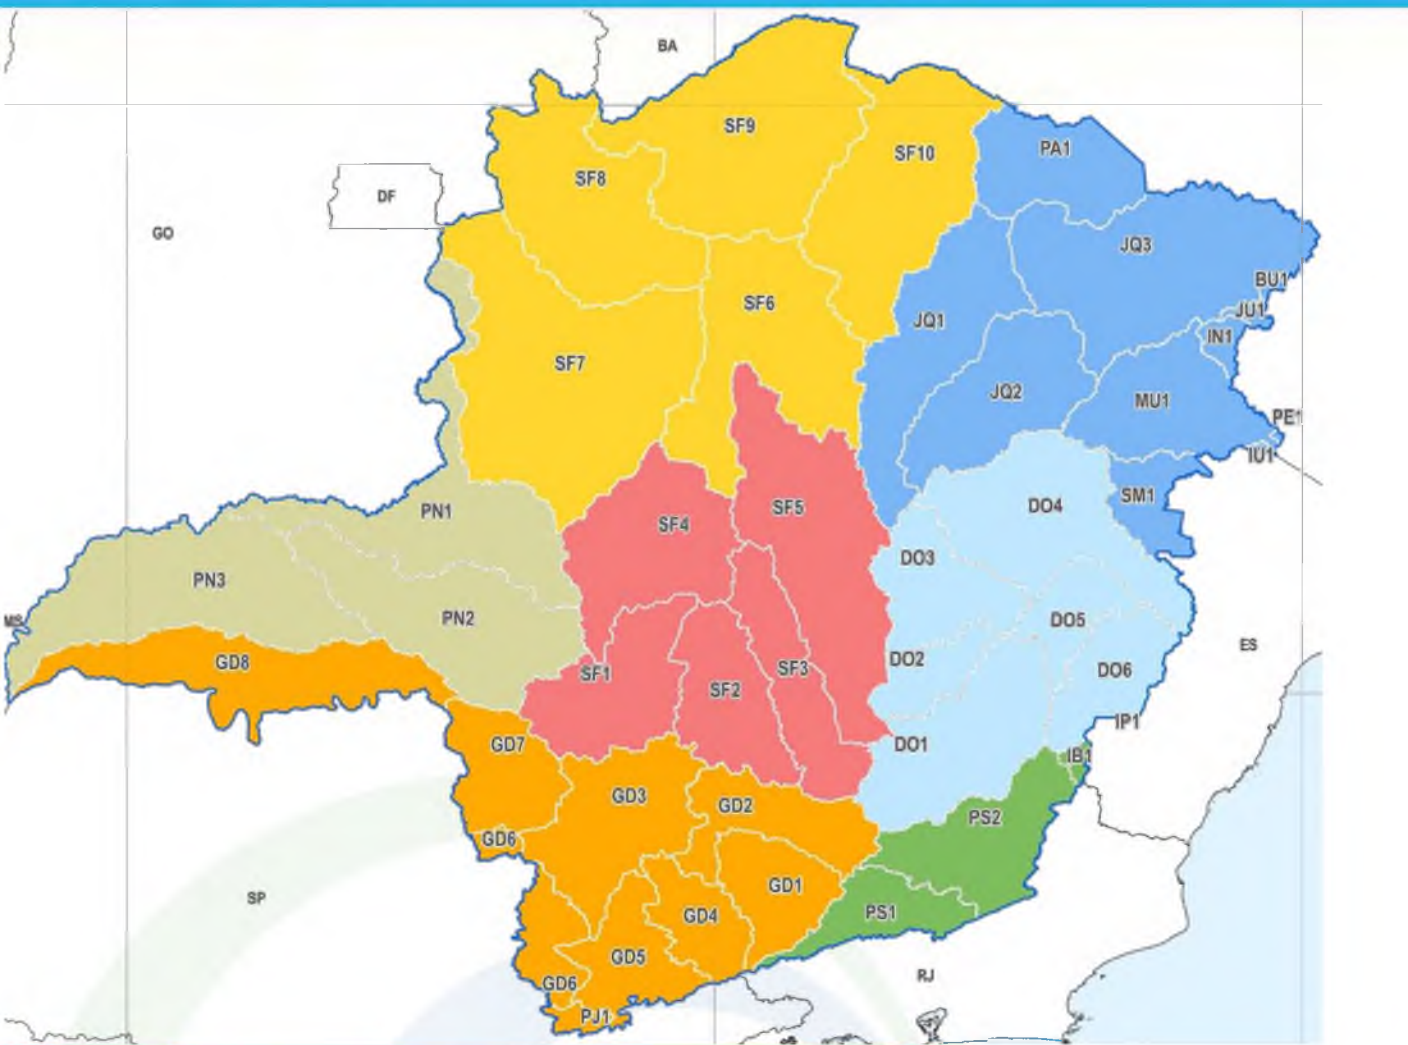 BA
SF9
SF10
PA1
SF8
DF
GO
JQ3
BU1
SF6
JU1
JQ1
IN1
SF7
JQ2
MU1
PE1
IU1
SM1
PN1
SF4
SF5
DO4
DO3
PN3
PN2
MS
DO5
ES
GD8
SF1
SF2
SF3
DO2
DO6
IP1
GD7
DO1
IB1
GD3
GD2
PS2
GD6
GD1
SP
GD4
PS1
GD5
GD6
RJ
PJ1